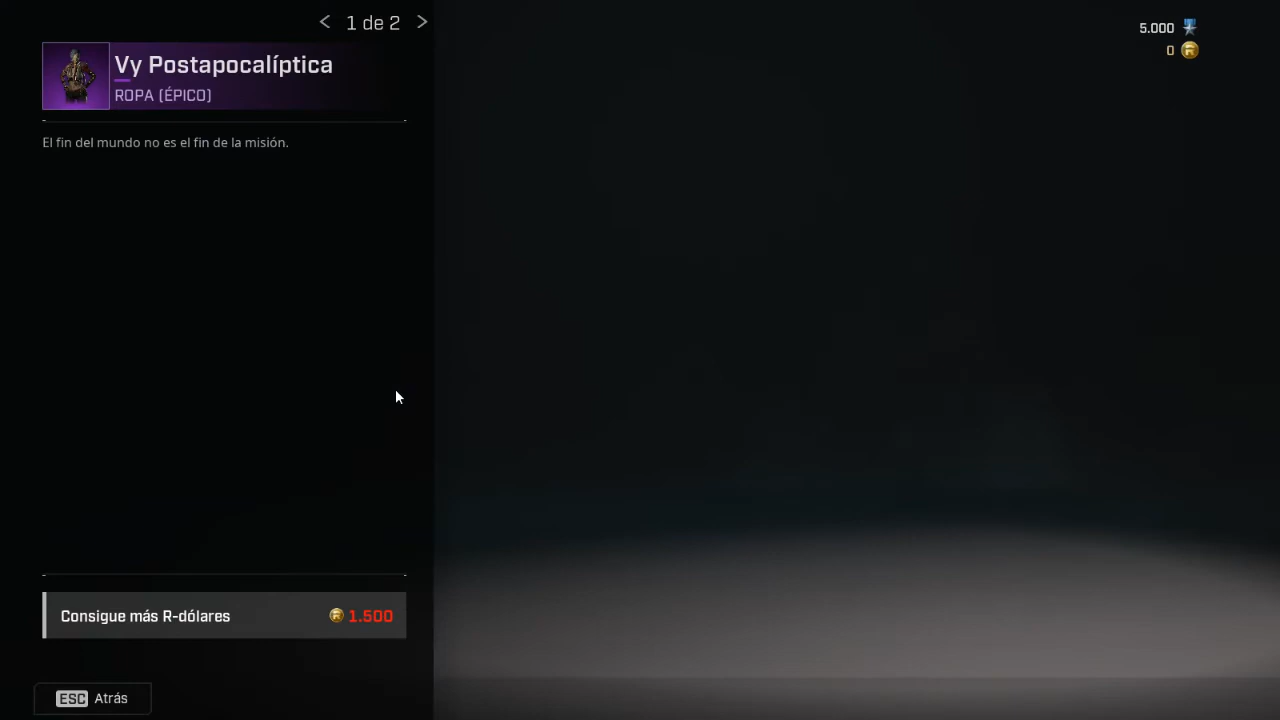 1 de 2
5.000
0
Vy Postapocalíptica
ROPA (ÉPICO)
El fin del mundo no es el fin de la misión.
Consigue más R-dólares 1.500
ESC Atrás